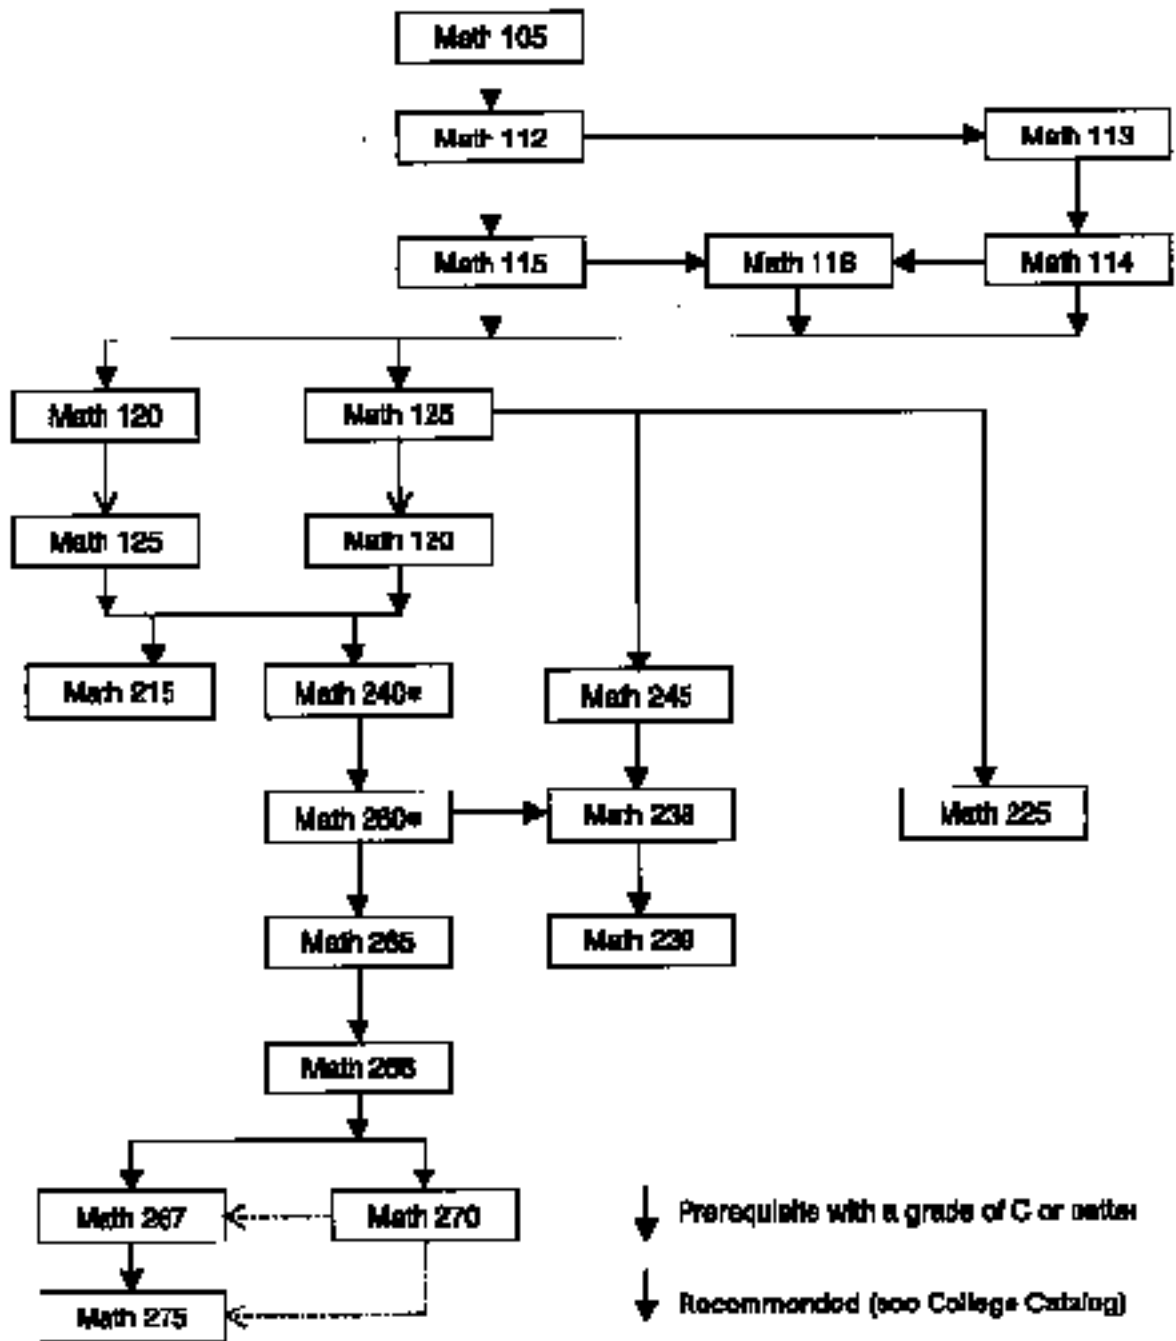 Math 105
Math 112
Math 113
Math 115
Math 116
Math 114
Math 120
Math 125
Math 125
Math 120
Math 215
Math 240*
Math 245
Math 260*
Math 238
Math 225
Math 265
Math 239
Math 266
Math 267
Math 270
Prerequisite with a grade of C or better
Math 275
Recommended (see College Catalog)